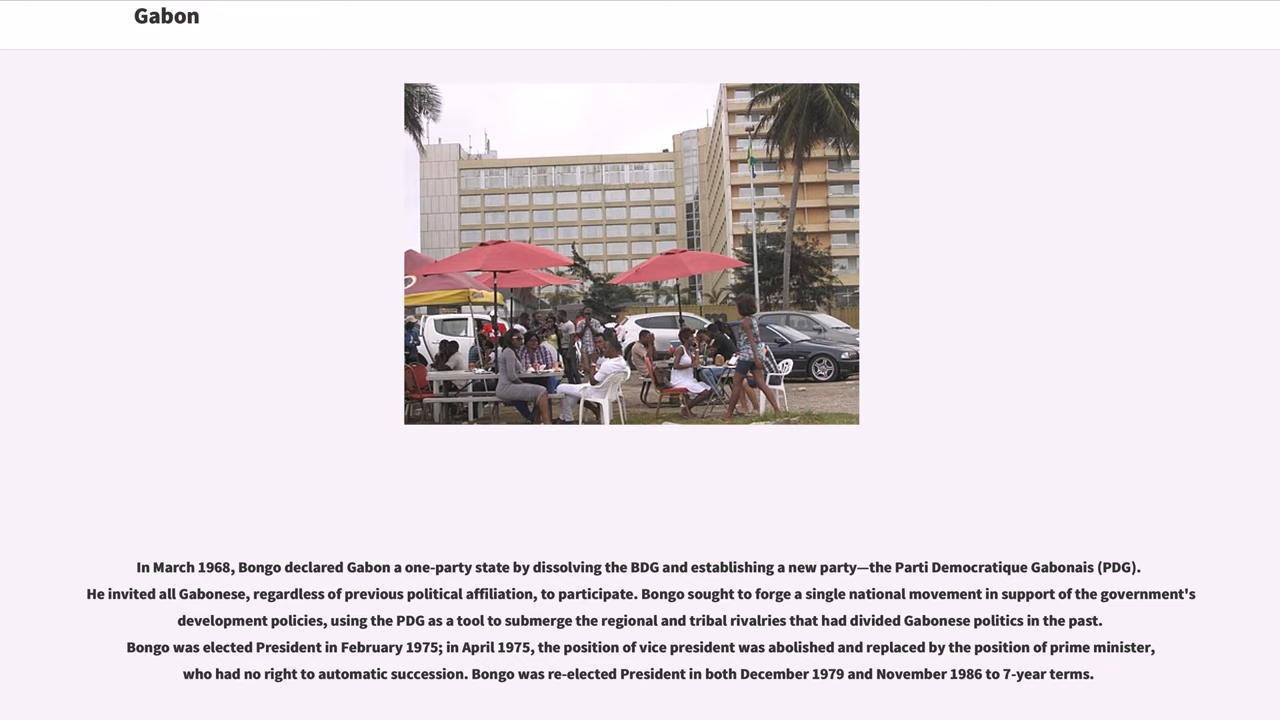 Gabon
In March 1968, Bongo declared Gabon a one-party state by dissolving the BDG and establishing a new party—the Parti Democratique Gabonais (PDG).
He invited all Gabonese, regardless of previous political affiliation, to participate. Bongo sought to forge a single national movement in support of the government's
development policies, using the PDG as a tool to submerge the regional and tribal rivalries that had divided Gabonese politics in the past.
Bongo was elected President in February 1975; in April 1975, the position of vice president was abolished and replaced by the position of prime minister,
who had no right to automatic succession. Bongo was re-elected President in both December 1979 and November 1986 to 7-year terms.